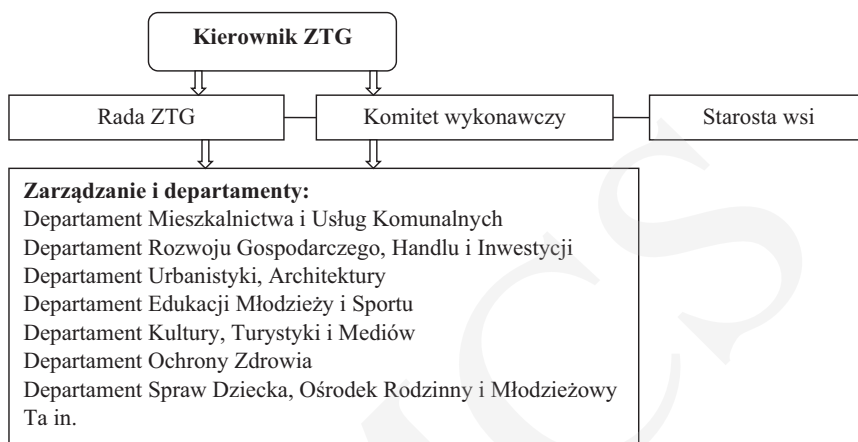 Kierownik ZTG
Rada ZTG
Komitet wykonawczy
Starosta wsi
Zarządzanie i departamenty:
Departament Mieszkalnictwa i Usług Komunalnych
Departament Rozwoju Gospodarczego, Handlu i Inwestycji
Departament Urbanistyki, Architektury
Departament Edukacji Młodzieży i Sportu
Departament Kultury, Turystyki i Mediów
Departament Ochrony Zdrowia
Departament Spraw Dziecka, Ośrodek Rodzinny i Młodzieżowy
Ta in.